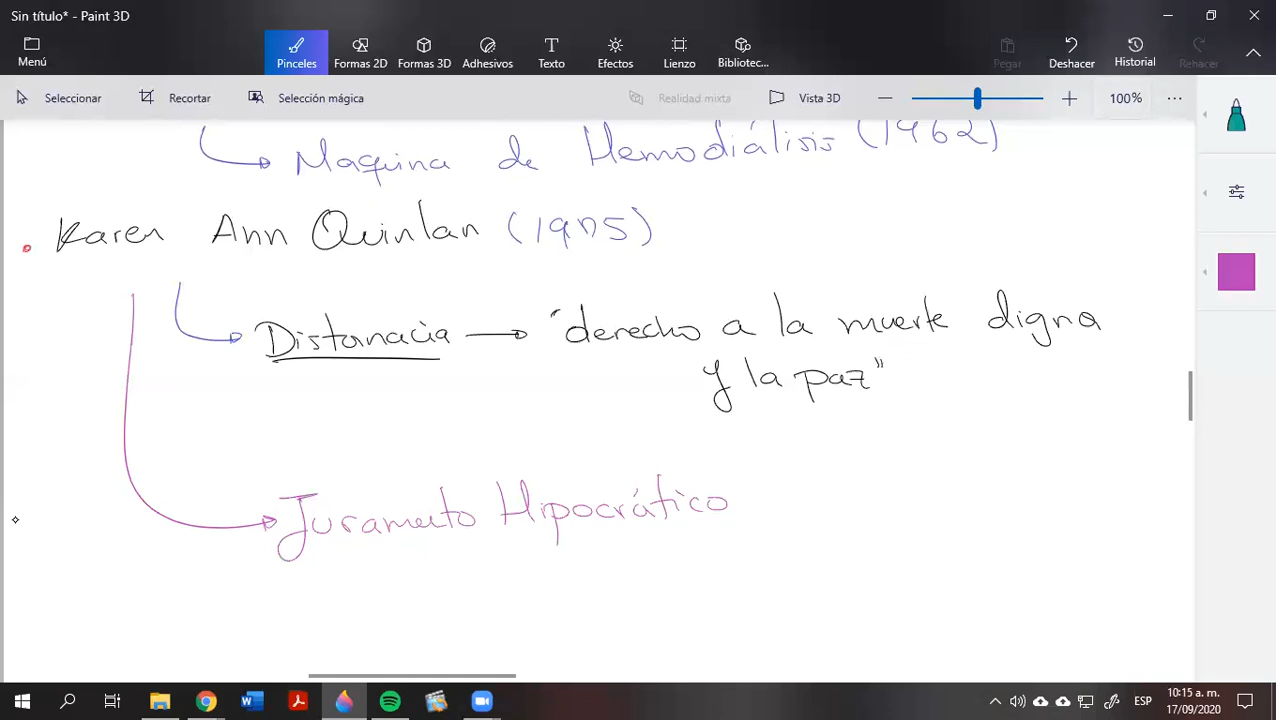 Sin título* - Paint 3D
Menú
Pinceles
Formas 2D
Formas 3D
Adhesivos
Texto
Efectos
Lienzo
Bibliotec...
Pegar
Deshacer
Historial
Rehacer
Seleccionar
Recortar
Selección mágica
Realidad mixta
Vista 3D
100%
Maquina de Hemodiálisis (1962)
Karen Ann Quinlan (1975)
Distanacia → "derecho a la muerte digna
y la paz"
Juramento Hipocrático
ESP
10:15 a. m.
17/09/2020